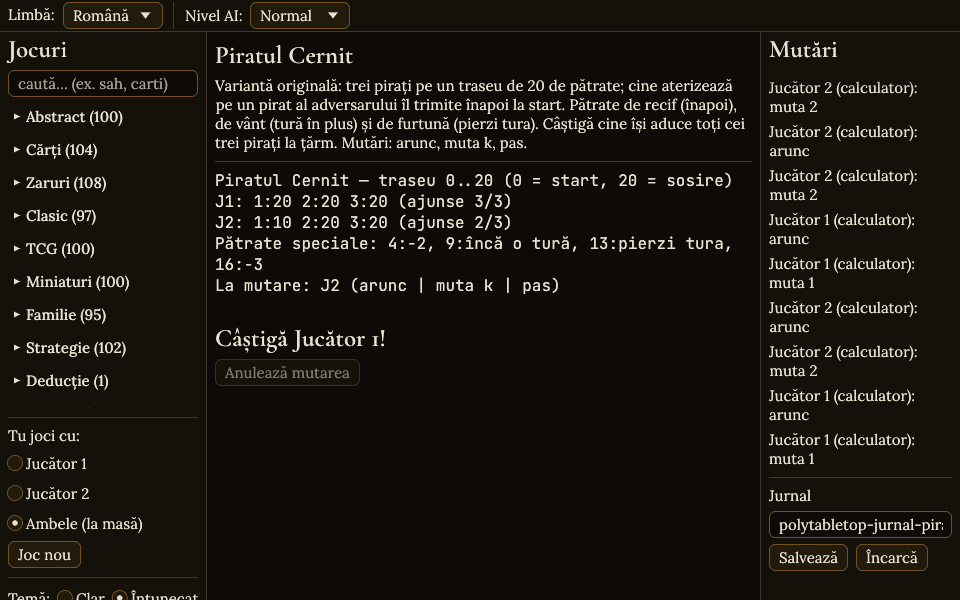 Limbă: Română ▼ Nivel AI: Normal ▼
Jocuri
caută... (ex. sah, carti)
▸ Abstract (100)
▸ Cărți (104)
▸ Zaruri (108)
▸ Clasic (97)
▸ TCG (100)
▸ Miniaturi (100)
▸ Familie (95)
▸ Strategie (102)
▸ Deducție (1)
Tu joci cu:
Jucător 1
Jucător 2
Ambele (la masă)
Joc nou
Temă: Clar Întunecat
Piratul Cernit
Variantă originală: trei pirați pe un traseu de 20 de pătrate; cine aterizează
pe un pirat al adversarului îl trimite înapoi la start. Pătrate de recif (înapoi),
de vânt (tură în plus) și de furtună (pierzi tura). Câștigă cine își aduce toți cei
trei pirați la țărm. Mutări: arunc, muta k, pas.
Piratul Cernit — traseu 0..20 (0 = start, 20 = sosire)
J1: 1:20 2:20 3:20 (ajunse 3/3)
J2: 1:10 2:20 3:20 (ajunse 2/3)
Pătrate speciale: 4:-2, 9:încă o tură, 13:pierzi tura,
16:-3
La mutare: J2 (arunc | muta k | pas)
Câștigă Jucător 1!
Anulează mutarea
Mutări
Jucător 2 (calculator):
muta 2
Jucător 2 (calculator):
arunc
Jucător 2 (calculator):
muta 2
Jucător 1 (calculator):
arunc
Jucător 1 (calculator):
muta 1
Jucător 2 (calculator):
arunc
Jucător 2 (calculator):
muta 2
Jucător 1 (calculator):
arunc
Jucător 1 (calculator):
muta 1
Jurnal
polytabletop-jurnal-pira
Salvează Încarcă